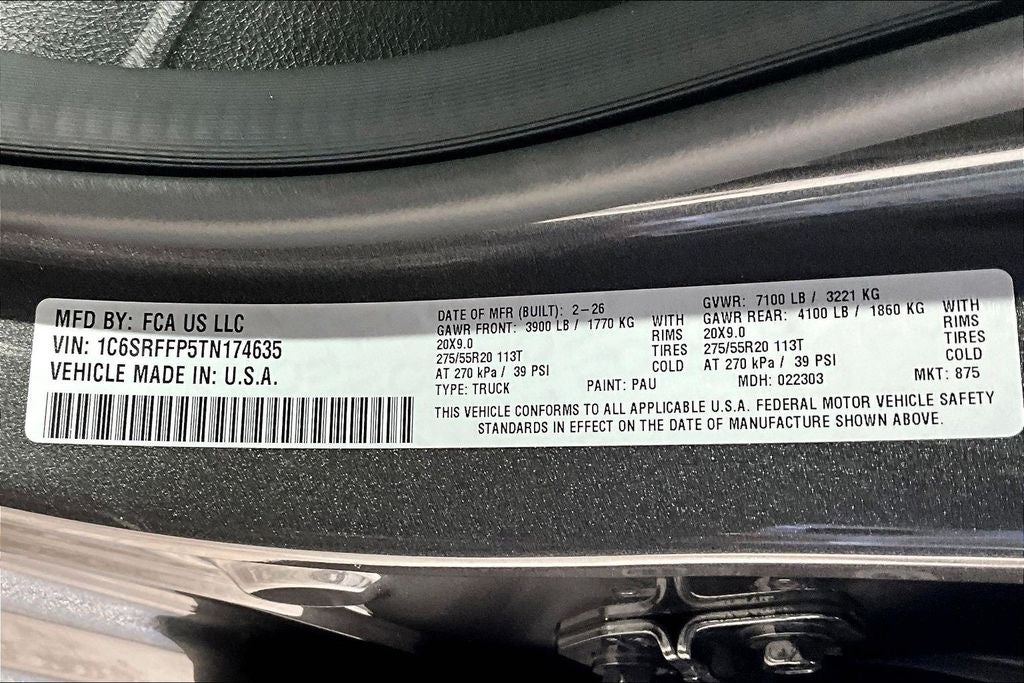 MFD BY: FCA US LLC
VIN: 1C6SRFFP5TN174635
VEHICLE MADE IN: U.S.A.
DATE OF MFR (BUILT): 2-26
GAWR FRONT: 3900 LB / 1770 KG WITH
20X9.0 RIMS
275/55R20 113T TIRES
AT 270 kPa / 39 PSI COLD
TYPE: TRUCK PAINT: PAU
GVWR: 7100 LB / 3221 KG
GAWR REAR: 4100 LB / 1860 KG WITH
20X9.0 RIMS
275/55R20 113T TIRES
AT 270 kPa / 39 PSI COLD
MDH: 022303 MKT: 875
THIS VEHICLE CONFORMS TO ALL APPLICABLE U.S.A. FEDERAL MOTOR VEHICLE SAFETY
STANDARDS IN EFFECT ON THE DATE OF MANUFACTURE SHOWN ABOVE.